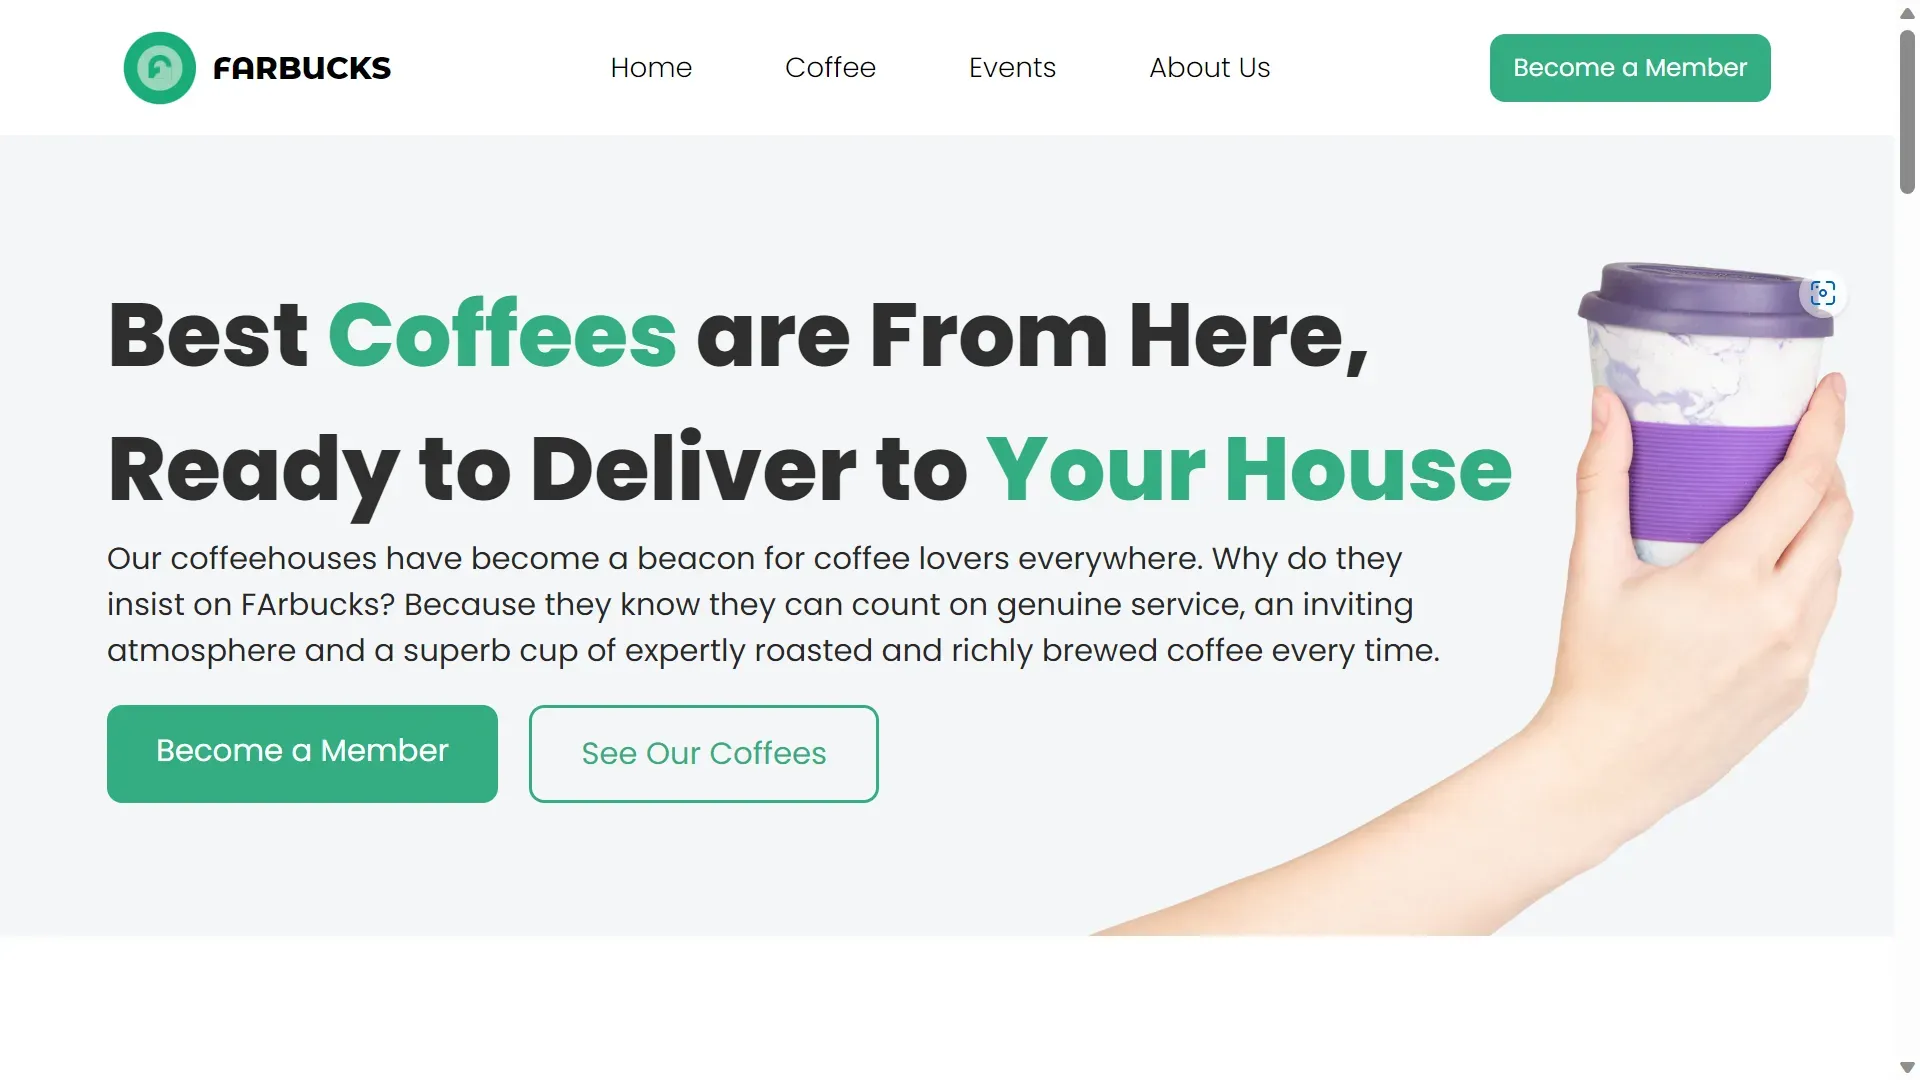 FARBUCKS
Home
Coffee
Events
About Us
Become a Member
Best Coffees are From Here,
Ready to Deliver to Your House
Our coffeehouses have become a beacon for coffee lovers everywhere. Why do they
insist on FArbucks? Because they know they can count on genuine service, an inviting
atmosphere and a superb cup of expertly roasted and richly brewed coffee every time.
Become a Member
See Our Coffees